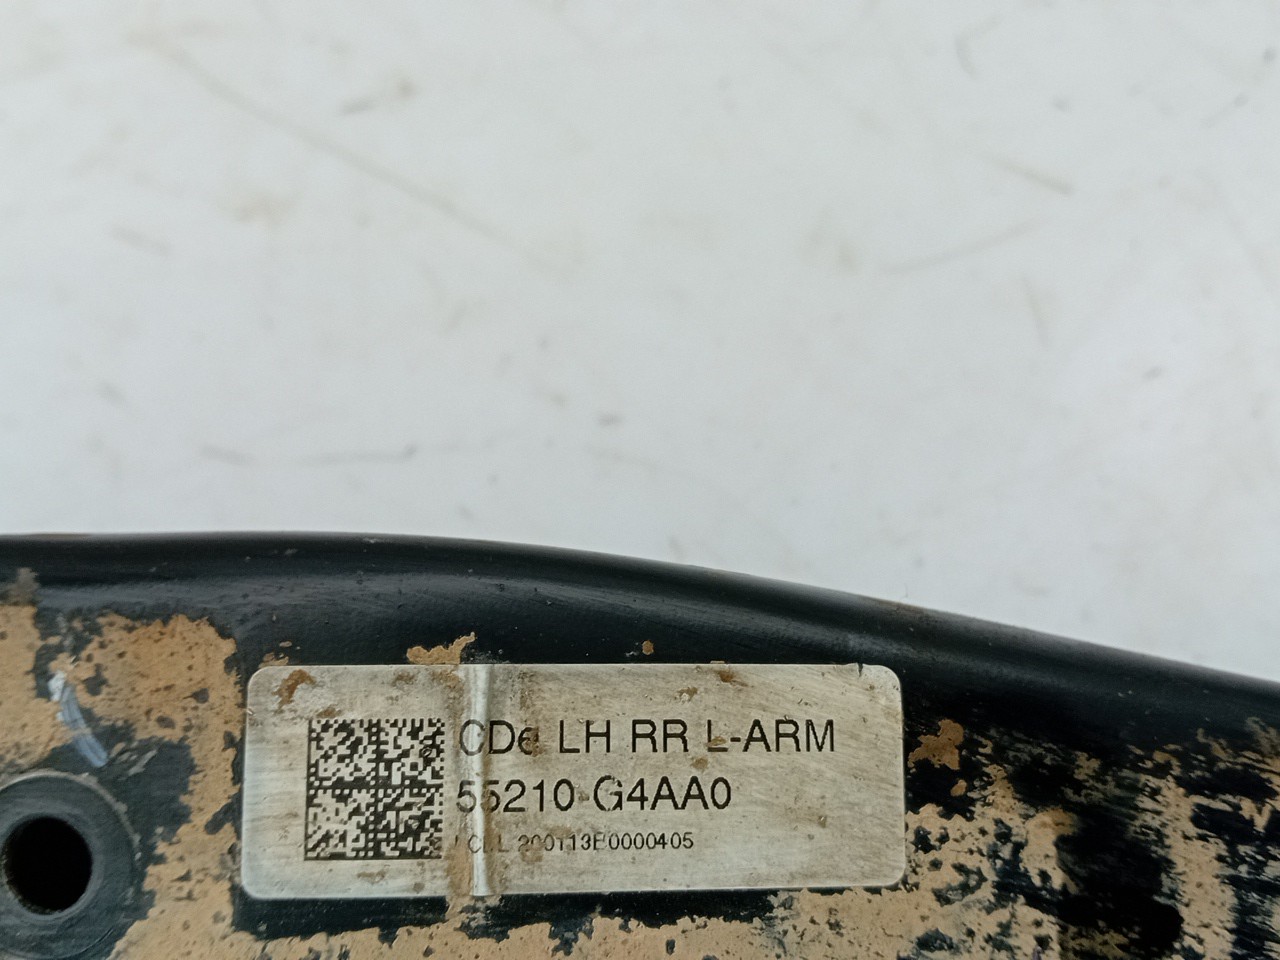 CDe LH RR L-ARM
55210-G4AA0